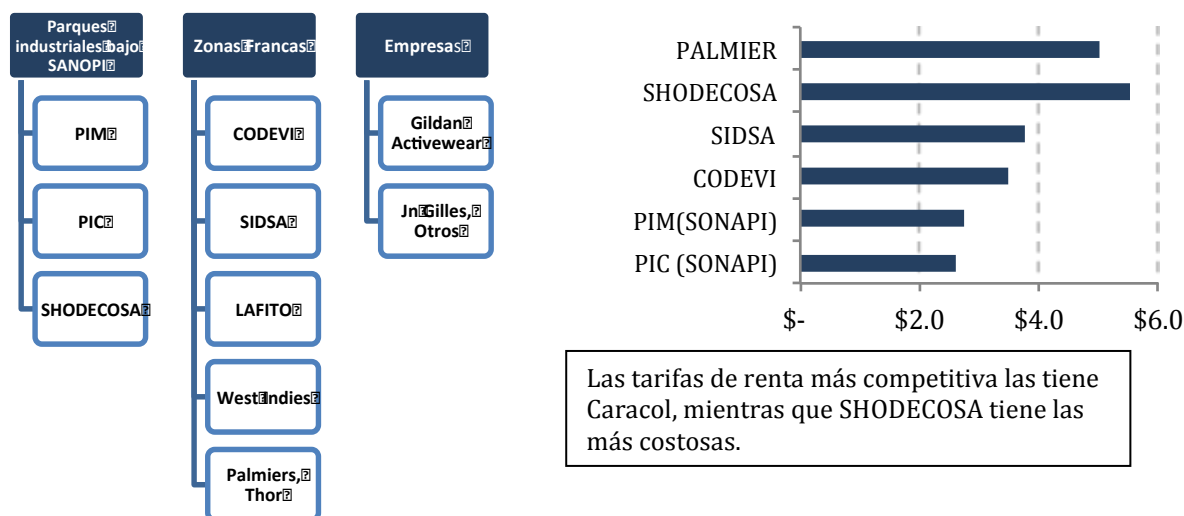 Parques
industriales bajo
SANOPI
PIM
PIC
SHODECOSA
Zonas Francas
CODEVI
SIDSA
LAFITO
West Indies
Palmiers,
Thor
Empresas
Gildan
Activewear
Jn Gilles,
Otros
PALMIER
SHODECOSA
SIDSA
CODEVI
PIM(SONAPI)
PIC (SONAPI)
$- $2.0 $4.0 $6.0
Las tarifas de renta más competitiva las tiene
Caracol, mientras que SHODECOSA tiene las
más costosas.